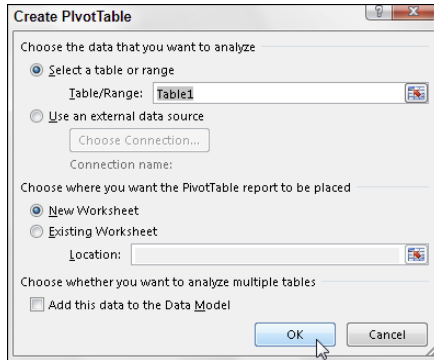 Create PIvotTable
Choose the data that you want to analyze
Select a table or range
Table/Range: Table1
Use an external data source
Choose Connection...
Connection name:
Choose where you want the PivotTable report to be placed
New Worksheet
Existing Worksheet
Location:
Choose whether you want to analyze multiple tables
Add this data to the Data Model
OK Cancel